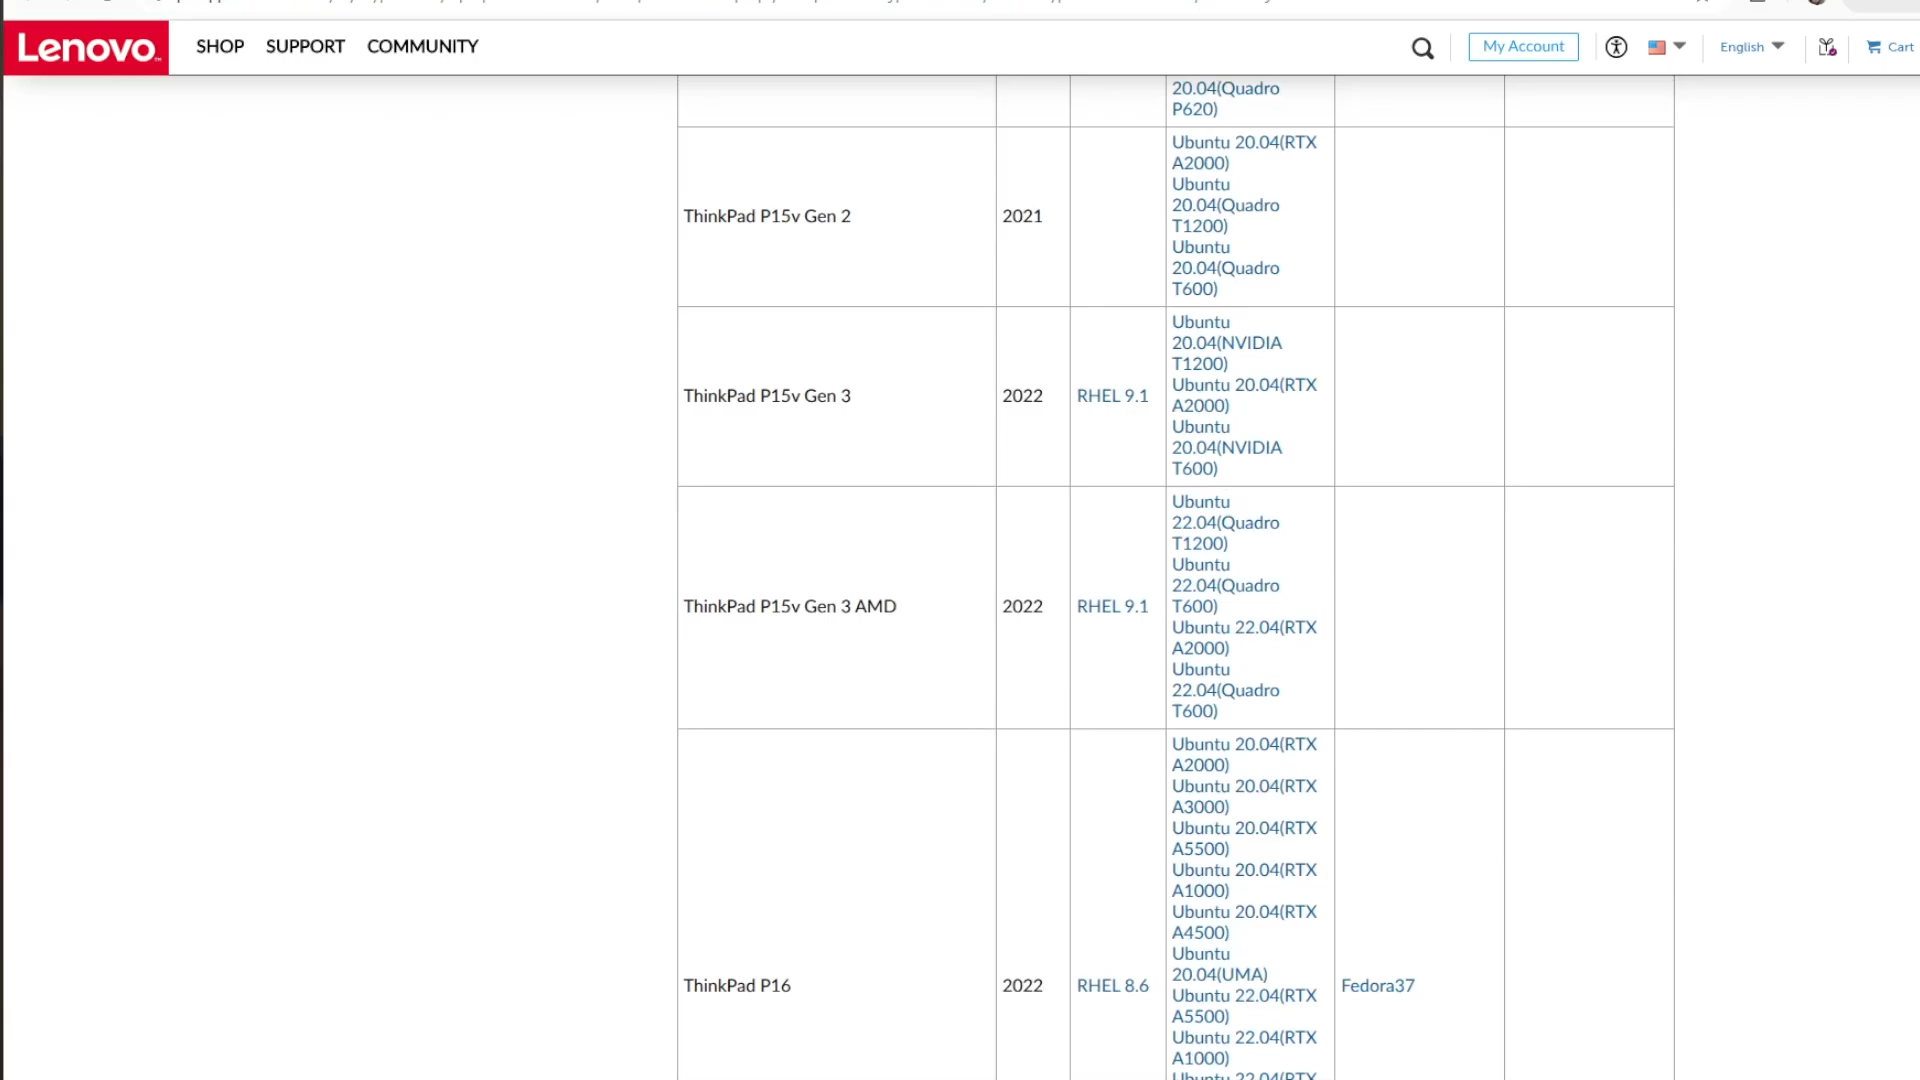 Lenovo
SHOP SUPPORT COMMUNITY My Account English Cart
20.04(Quadro
P620)
ThinkPad P15v Gen 2
2021
Ubuntu 20.04(RTX
A2000)
Ubuntu
20.04(Quadro
T1200)
Ubuntu
20.04(Quadro
T600)
ThinkPad P15v Gen 3
2022
RHEL 9.1
Ubuntu
20.04(NVIDIA
T1200)
Ubuntu 20.04(RTX
A2000)
Ubuntu
20.04(NVIDIA
T600)
ThinkPad P15v Gen 3 AMD
2022
RHEL 9.1
Ubuntu
22.04(Quadro
T1200)
Ubuntu
22.04(Quadro
T600)
Ubuntu 22.04(RTX
A2000)
Ubuntu
22.04(Quadro
T600)
ThinkPad P16
2022
RHEL 8.6
Ubuntu 20.04(RTX
A2000)
Ubuntu 20.04(RTX
A3000)
Ubuntu 20.04(RTX
A5500)
Ubuntu 20.04(RTX
A1000)
Ubuntu 20.04(RTX
A4500)
Ubuntu
20.04(UMA)
Ubuntu 22.04(RTX
A5500)
Ubuntu 22.04(RTX
A1000)
Ubuntu 22.04(RTX
Fedora37